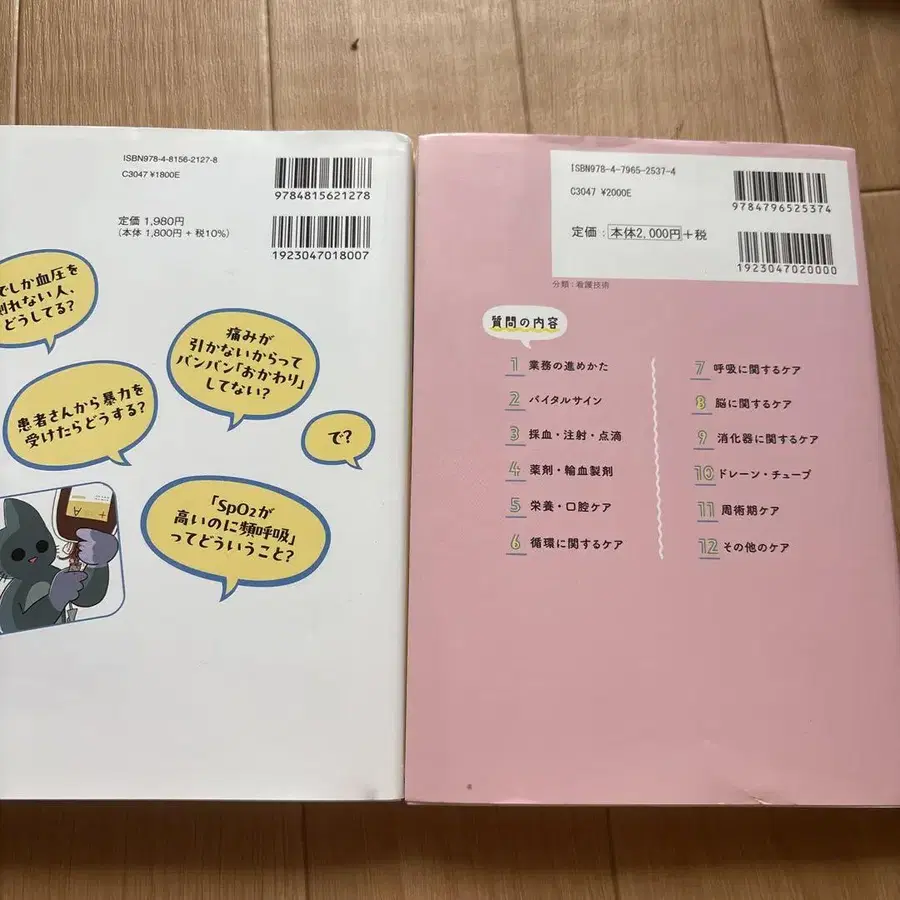 ISBN978-4-8156-2127-8
C3047 ¥1800E
9784815621278
定価 1,980円
(本体 1,800円 + 税10%)
1923047018007
でしか血圧を
測れない人、
どうしてる?
痛みが
引かないからって
バンバン「おかわり」
してない?
患者さんから暴力を
受けたらどうする?
で?
「SpO2が
高いのに頻呼吸」
ってどういうこと?
A
ISBN978-4-7965-2537-4
C3047 ¥2000E
9784796525374
定価:本体2,000円+税
1923047020000
分類:看護技術
質問の内容
1 業務の進めかた
2 バイタルサイン
3 採血・注射・点滴
4 薬剤・輸血製剤
5 栄養・口腔ケア
6 循環に関するケア
7 呼吸に関するケア
8 脳に関するケア
9 消化器に関するケア
10 ドレーン・チューブ
11 周術期ケア
12 その他のケア